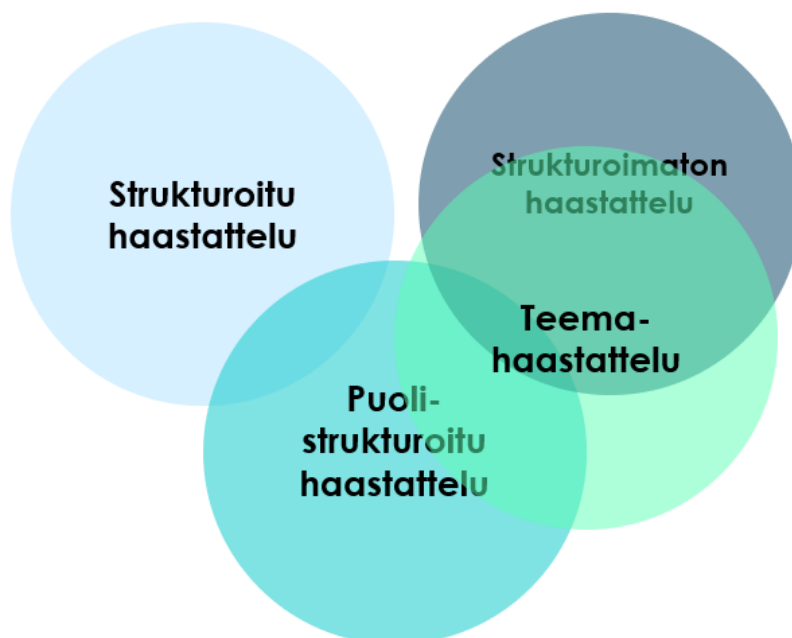 Strukturoitu
haastattelu
Strukturoimaton
haastattelu
Teema-
haastattelu
Puoli-
strukturoitu
haastattelu